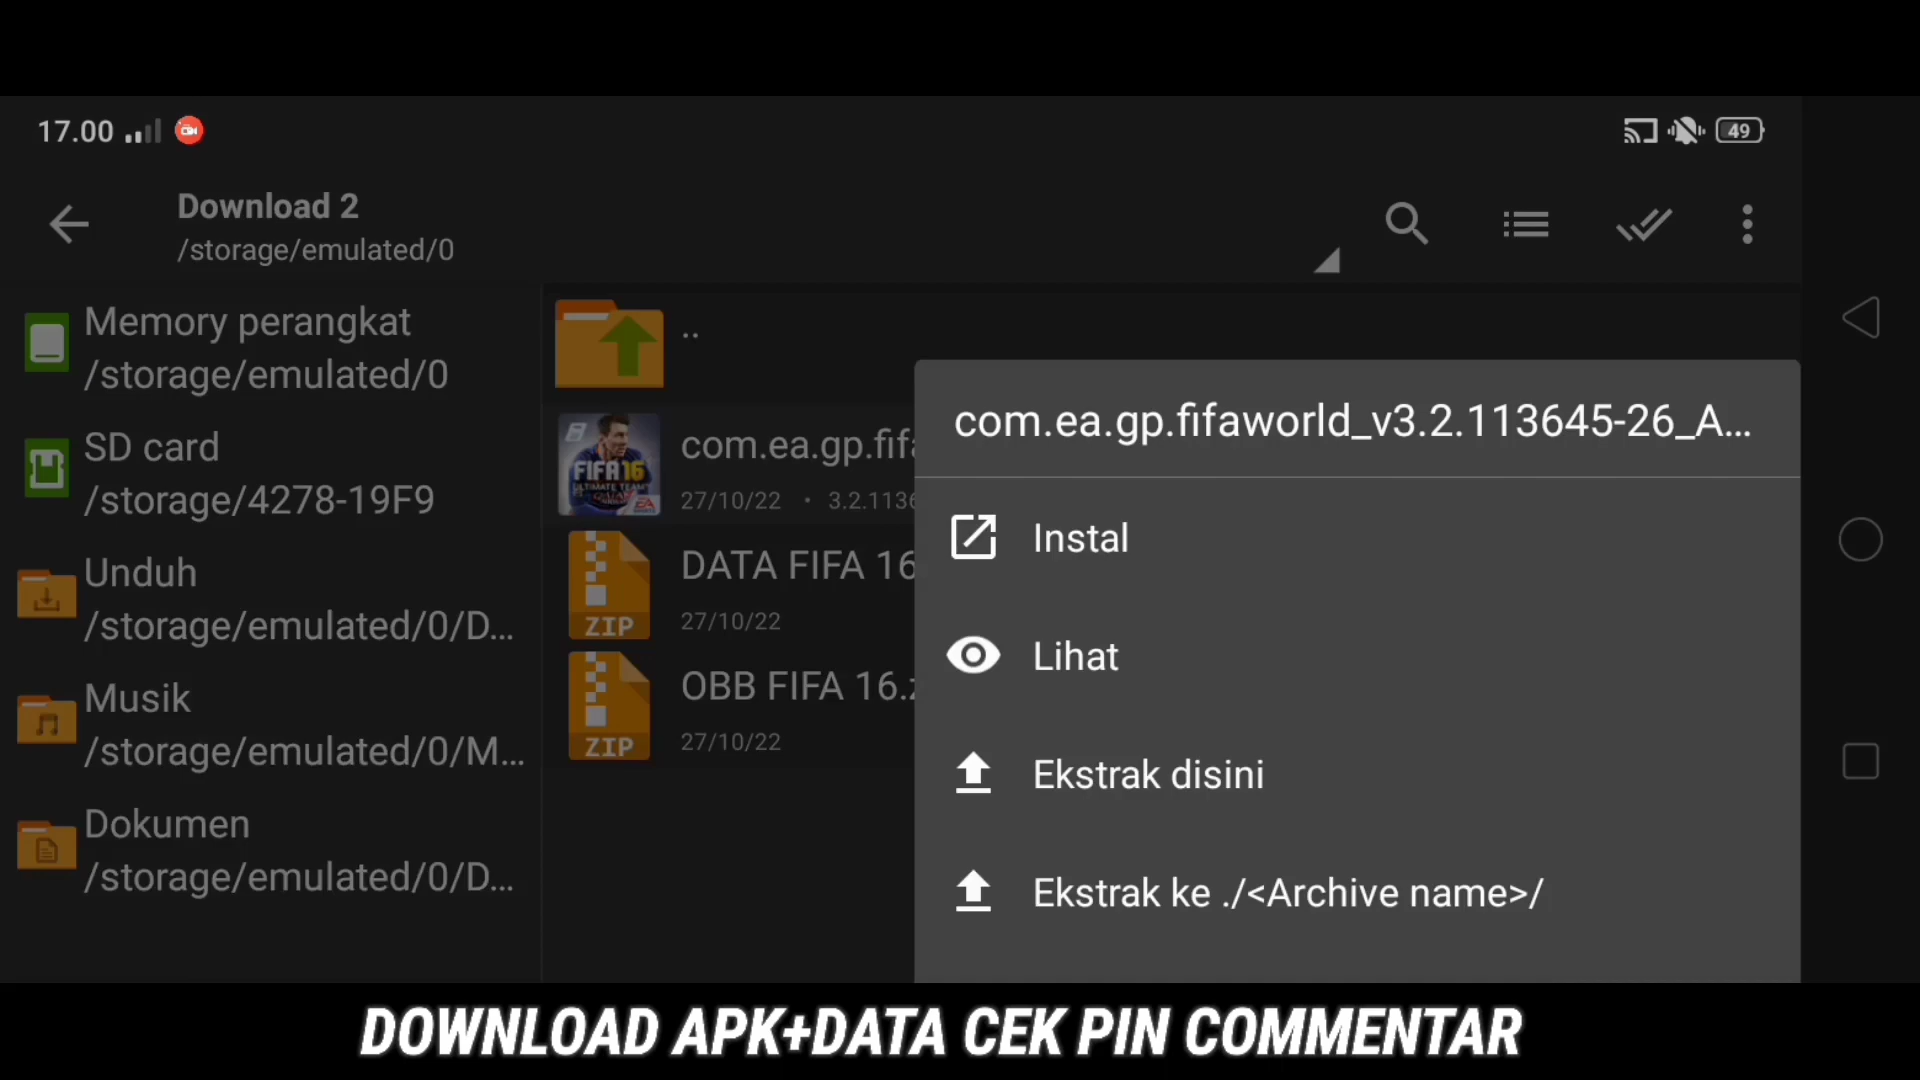 17.00
49
Download 2
/storage/emulated/0
Memory perangkat
/storage/emulated/0
SD card
/storage/4278-19F9
Unduh
/storage/emulated/0/D...
Musik
/storage/emulated/0/M...
Dokumen
/storage/emulated/0/D...
..
com.ea.gp.fif
27/10/22 • 3.2.113
FIFA 16
ULTIMATE TEAM
EA
DATA FIFA 16
27/10/22
ZIP
OBB FIFA 16.
27/10/22
ZIP
com.ea.gp.fifaworld_v3.2.113645-26_A...
Instal
Lihat
Ekstrak disini
Ekstrak ke ./<Archive name>/
DOWNLOAD APK+DATA CEK PIN COMMENTAR